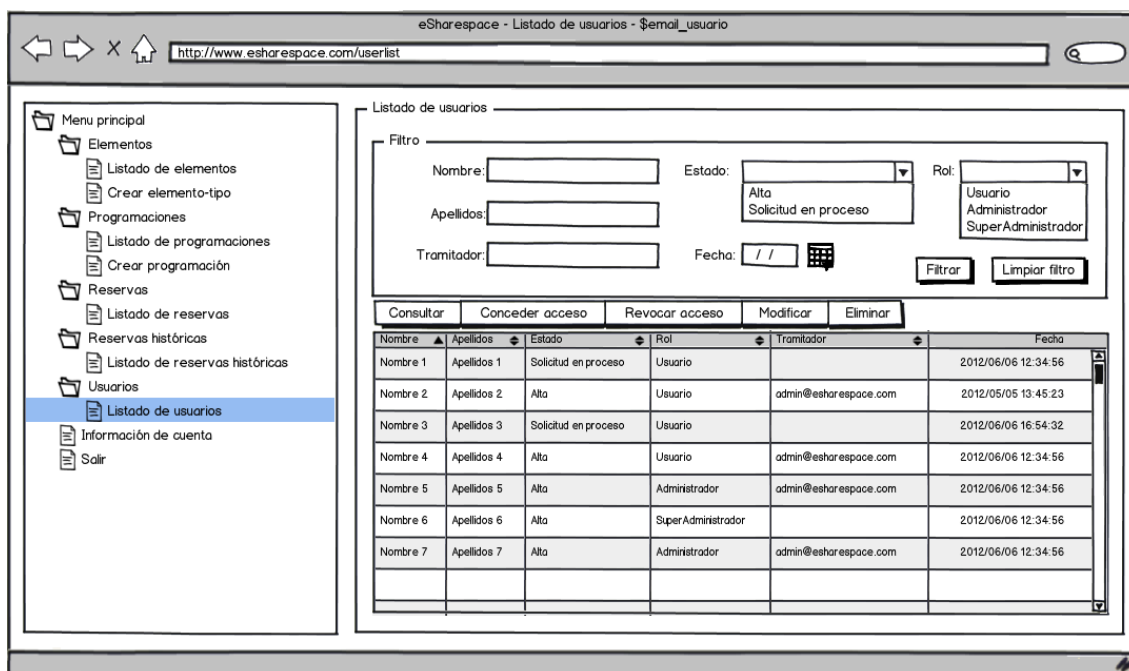 eSharespace - Listado de usuarios - $email_usuario
http://www.esharespace.com/userlist
Menu principal
Elementos
Listado de elementos
Crear elemento-tipo
Programaciones
Listado de programaciones
Crear programación
Reservas
Listado de reservas
Reservas históricas
Listado de reservas históricas
Usuarios
Listado de usuarios
Información de cuenta
Salir
Listado de usuarios
Filtro
Nombre: Estado: Rol:
Alta Usuario
Solicitud en proceso Administrador
SuperAdministrador
Apellidos:
Tramitador: Fecha: / /
Filtrar Limpiar filtro
Consultar Conceder acceso Revocar acceso Modificar Eliminar
Nombre Apellidos Estado Rol Tramitador Fecha
Nombre 1 Apellidos 1 Solicitud en proceso Usuario 2012/06/06 12:34:56
Nombre 2 Apellidos 2 Alta Usuario admin@esharespace.com 2012/05/05 13:45:23
Nombre 3 Apellidos 3 Solicitud en proceso Usuario 2012/06/06 16:54:32
Nombre 4 Apellidos 4 Alta Usuario admin@esharespace.com 2012/06/06 12:34:56
Nombre 5 Apellidos 5 Alta Administrador admin@esharespace.com 2012/06/06 12:34:56
Nombre 6 Apellidos 6 Alta SuperAdministrador 2012/06/06 12:34:56
Nombre 7 Apellidos 7 Alta Administrador admin@esharespace.com 2012/06/06 12:34:56